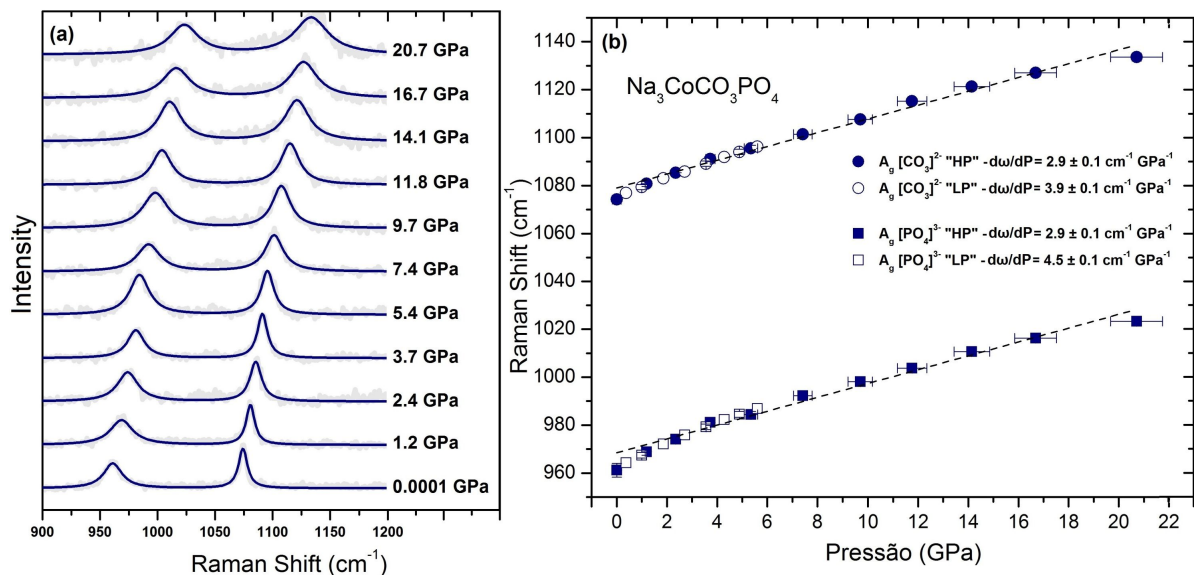 (a)
20.7 GPa
16.7 GPa
14.1 GPa
11.8 GPa
9.7 GPa
7.4 GPa
5.4 GPa
3.7 GPa
2.4 GPa
1.2 GPa
0.0001 GPa
Intensity
900 950 1000 1050 1100 1150 1200
Raman Shift (cm⁻¹)
(b)
Na₃CoCO₃PO₄
A_g [CO₃]²⁻ "HP" - dω/dP= 2.9 ± 0.1 cm⁻¹ GPa⁻¹
A_g [CO₃]²⁻ "LP" - dω/dP= 3.9 ± 0.1 cm⁻¹ GPa⁻¹
A_g [PO₄]³⁻ "HP" - dω/dP= 2.9 ± 0.1 cm⁻¹ GPa⁻¹
A_g [PO₄]³⁻ "LP" - dω/dP= 4.5 ± 0.1 cm⁻¹ GPa⁻¹
1140
1120
1100
1080
1060
1040
1020
1000
980
960
Raman Shift (cm⁻¹)
0 2 4 6 8 10 12 14 16 18 20 22
Pressão (GPa)